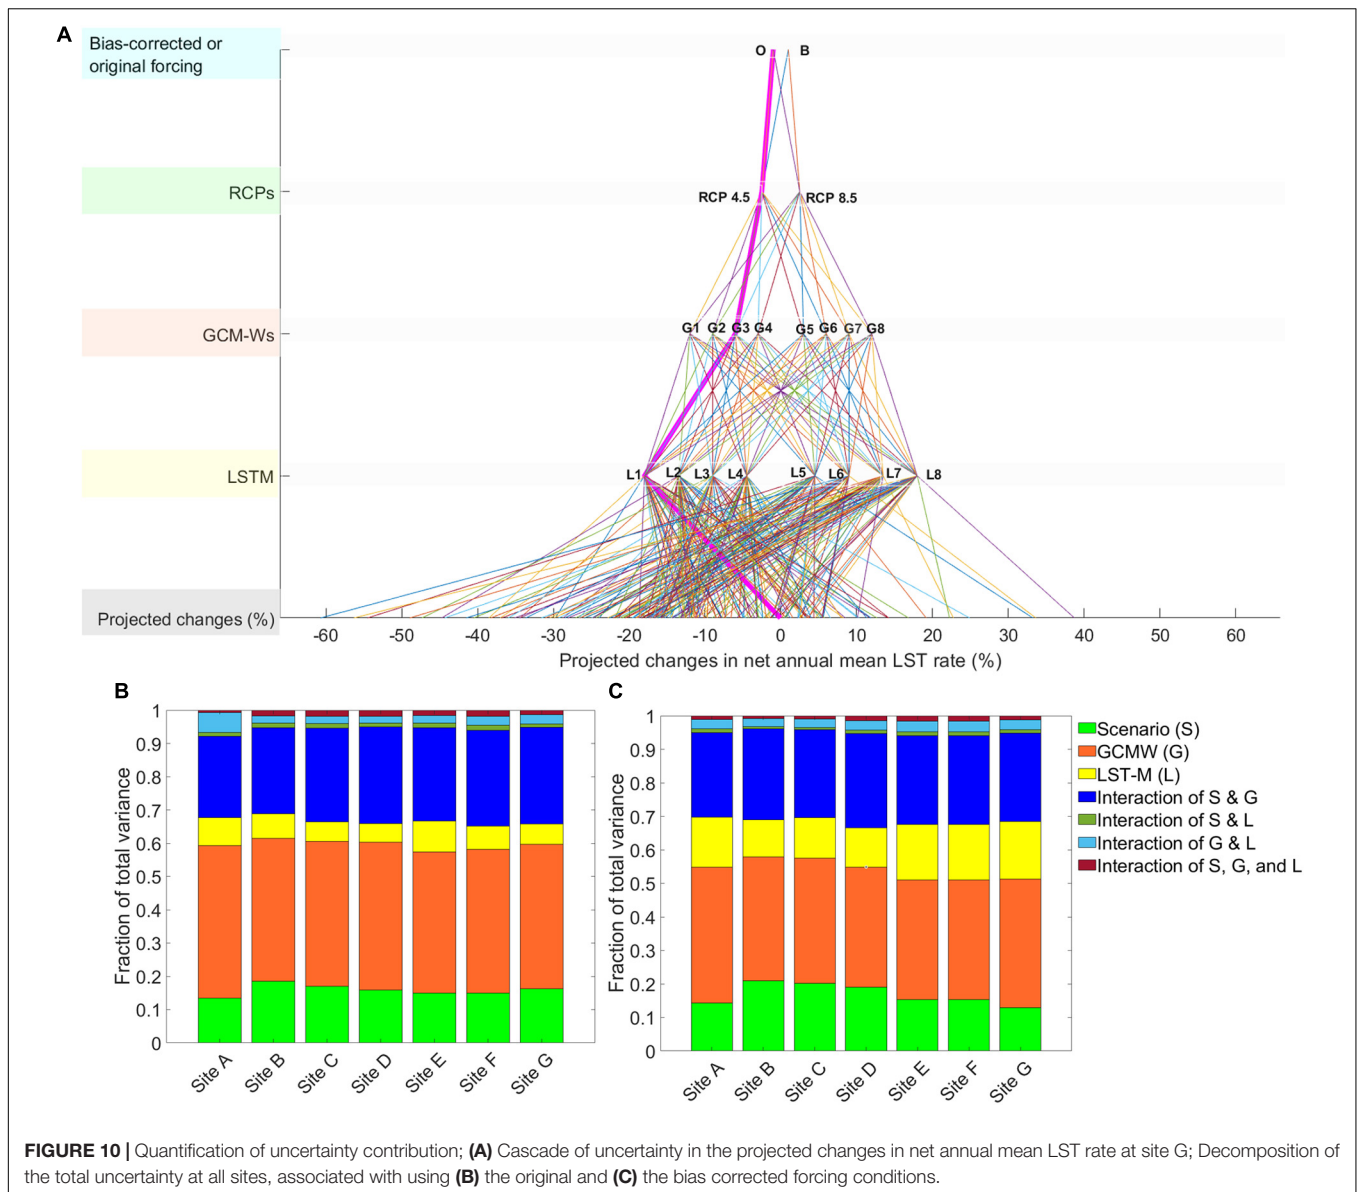 A
Bias-corrected or
original forcing
O B
RCPs
RCP 4.5 RCP 8.5
GCM-Ws
G1 G2 G3 G4 G5 G6 G7 G8
LSTM
L1 L2 L3 L4 L5 L6 L7 L8
Projected changes (%)
-60 -50 -40 -30 -20 -10 0 10 20 30 40 50 60
Projected changes in net annual mean LST rate (%)
B
Fraction of total variance
1
0.9
0.8
0.7
0.6
0.5
0.4
0.3
0.2
0.1
0
Site A Site B Site C Site D Site E Site F Site G
C
Fraction of total variance
1
0.9
0.8
0.7
0.6
0.5
0.4
0.3
0.2
0.1
0
Site A Site B Site C Site D Site E Site F Site G
Scenario (S)
GCMW (G)
LST-M (L)
Interaction of S & G
Interaction of S & L
Interaction of G & L
Interaction of S, G, and L
FIGURE 10 | Quantification of uncertainty contribution; (A) Cascade of uncertainty in the projected changes in net annual mean LST rate at site G; Decomposition of
the total uncertainty at all sites, associated with using (B) the original and (C) the bias corrected forcing conditions.